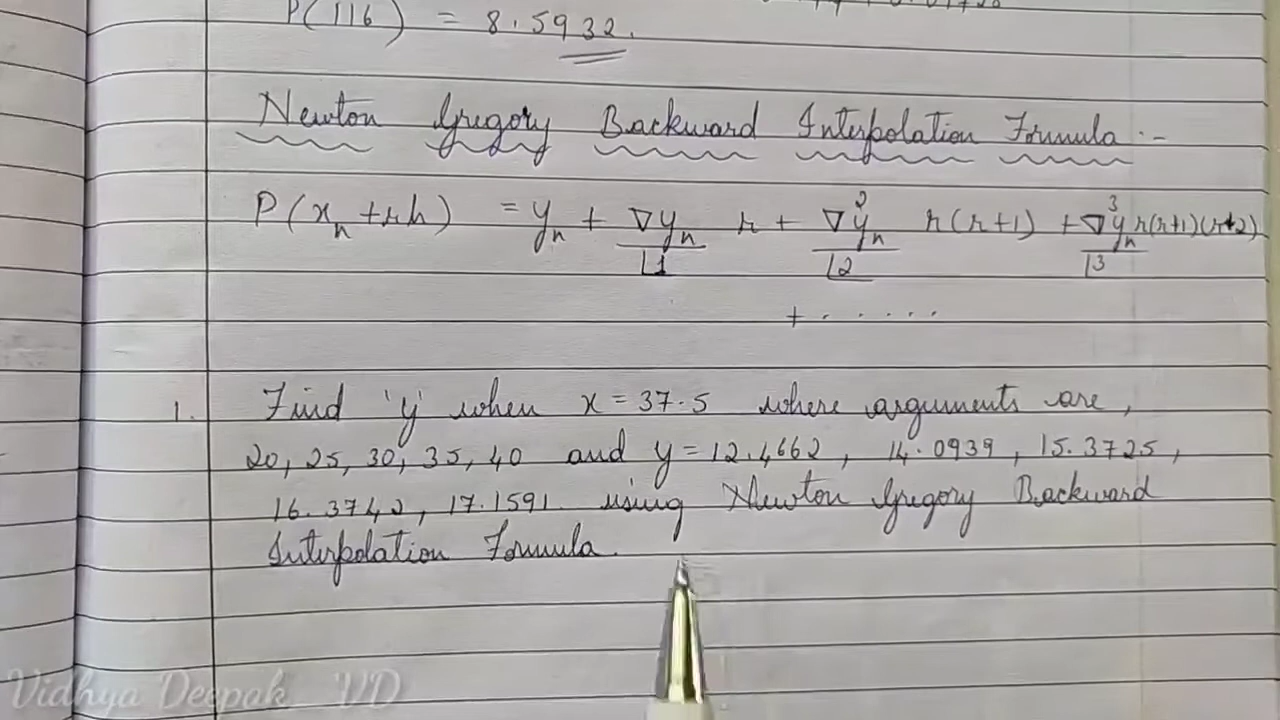 P(116) = 8.5932.
Newton Gregory Backward Interpolation Formula :-
P(xₙ+rh) = yₙ + ∇yₙ/⌊1 r + ∇²yₙ/⌊2 r(r+1) + ∇³yₙ/⌊3 r(r+1)(r+2)
+ . . . . . .
1. Find 'y' when x = 37.5 where arguments are,
20, 25, 30, 35, 40 and y = 12.4662, 14.0939, 15.3725,
16.3742, 17.1591 using Newton Gregory Backward
Interpolation Formula.
Vidhya Deepak VD